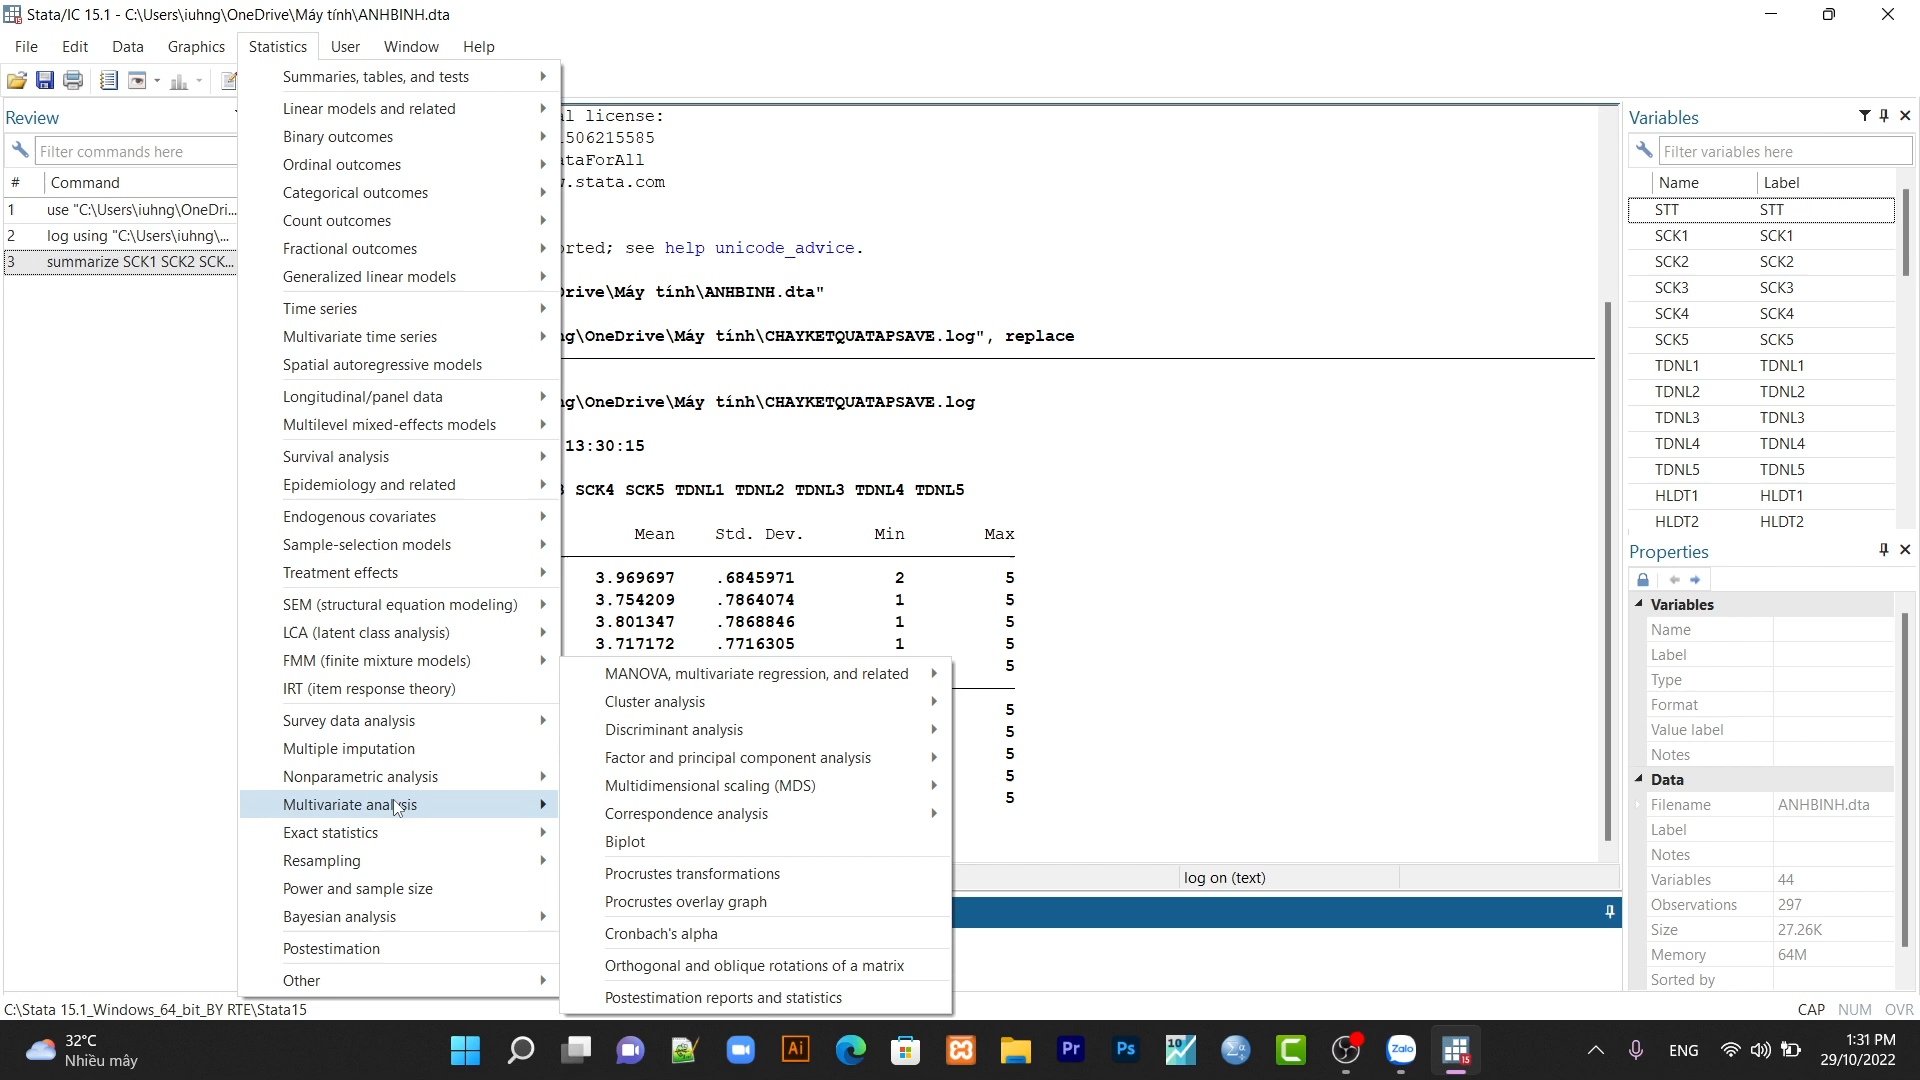 Stata/IC 15.1 - C:\Users\iuhng\OneDrive\Máy tính\ANHBINH.dta
File Edit Data Graphics Statistics User Window Help
Review
Filter commands here
# Command
1 use "C:\Users\iuhng\OneDri...
2 log using "C:\Users\iuhng\...
3 summarize SCK1 SCK2 SCK...
Summaries, tables, and tests
Linear models and related
Binary outcomes
Ordinal outcomes
Categorical outcomes
Count outcomes
Fractional outcomes
Generalized linear models
Time series
Multivariate time series
Spatial autoregressive models
Longitudinal/panel data
Multilevel mixed-effects models
Survival analysis
Epidemiology and related
Endogenous covariates
Sample-selection models
Treatment effects
SEM (structural equation modeling)
LCA (latent class analysis)
FMM (finite mixture models)
IRT (item response theory)
Survey data analysis
Multiple imputation
Nonparametric analysis
Multivariate analysis
Exact statistics
Resampling
Power and sample size
Bayesian analysis
Postestimation
Other
MANOVA, multivariate regression, and related
Cluster analysis
Discriminant analysis
Factor and principal component analysis
Multidimensional scaling (MDS)
Correspondence analysis
Biplot
Procrustes transformations
Procrustes overlay graph
Cronbach's alpha
Orthogonal and oblique rotations of a matrix
Postestimation reports and statistics
license:
506215585
ataForAll
.stata.com
see help unicode_advice.
\Máy tính\ANHBINH.dta"
\OneDrive\Máy tính\CHAYKETQUATAPSAVE.log", replace
\OneDrive\Máy tính\CHAYKETQUATAPSAVE.log
13:30:15
SCK4 SCK5 TDNL1 TDNL2 TDNL3 TDNL4 TDNL5
Mean Std. Dev. Min Max
3.969697 .6845971 2 5
3.754209 .7864074 1 5
3.801347 .7868846 1 5
3.717172 .7716305 1 5
5
5
5
5
5
5
log on (text)
Variables
Filter variables here
Name Label
STT STT
SCK1 SCK1
SCK2 SCK2
SCK3 SCK3
SCK4 SCK4
SCK5 SCK5
TDNL1 TDNL1
TDNL2 TDNL2
TDNL3 TDNL3
TDNL4 TDNL4
TDNL5 TDNL5
HLDT1 HLDT1
HLDT2 HLDT2
Properties
Variables
Name
Label
Type
Format
Value label
Notes
Data
Filename ANHBINH.dta
Label
Notes
Variables 44
Observations 297
Size 27.26K
Memory 64M
Sorted by
C:\Stata 15.1_Windows_64_bit_BY RTE\Stata15
CAP NUM OVR
32°C
Nhiều mây
Ai
Pr
Ps
10
Σα
Zalo
15
ENG
1:31 PM
29/10/2022